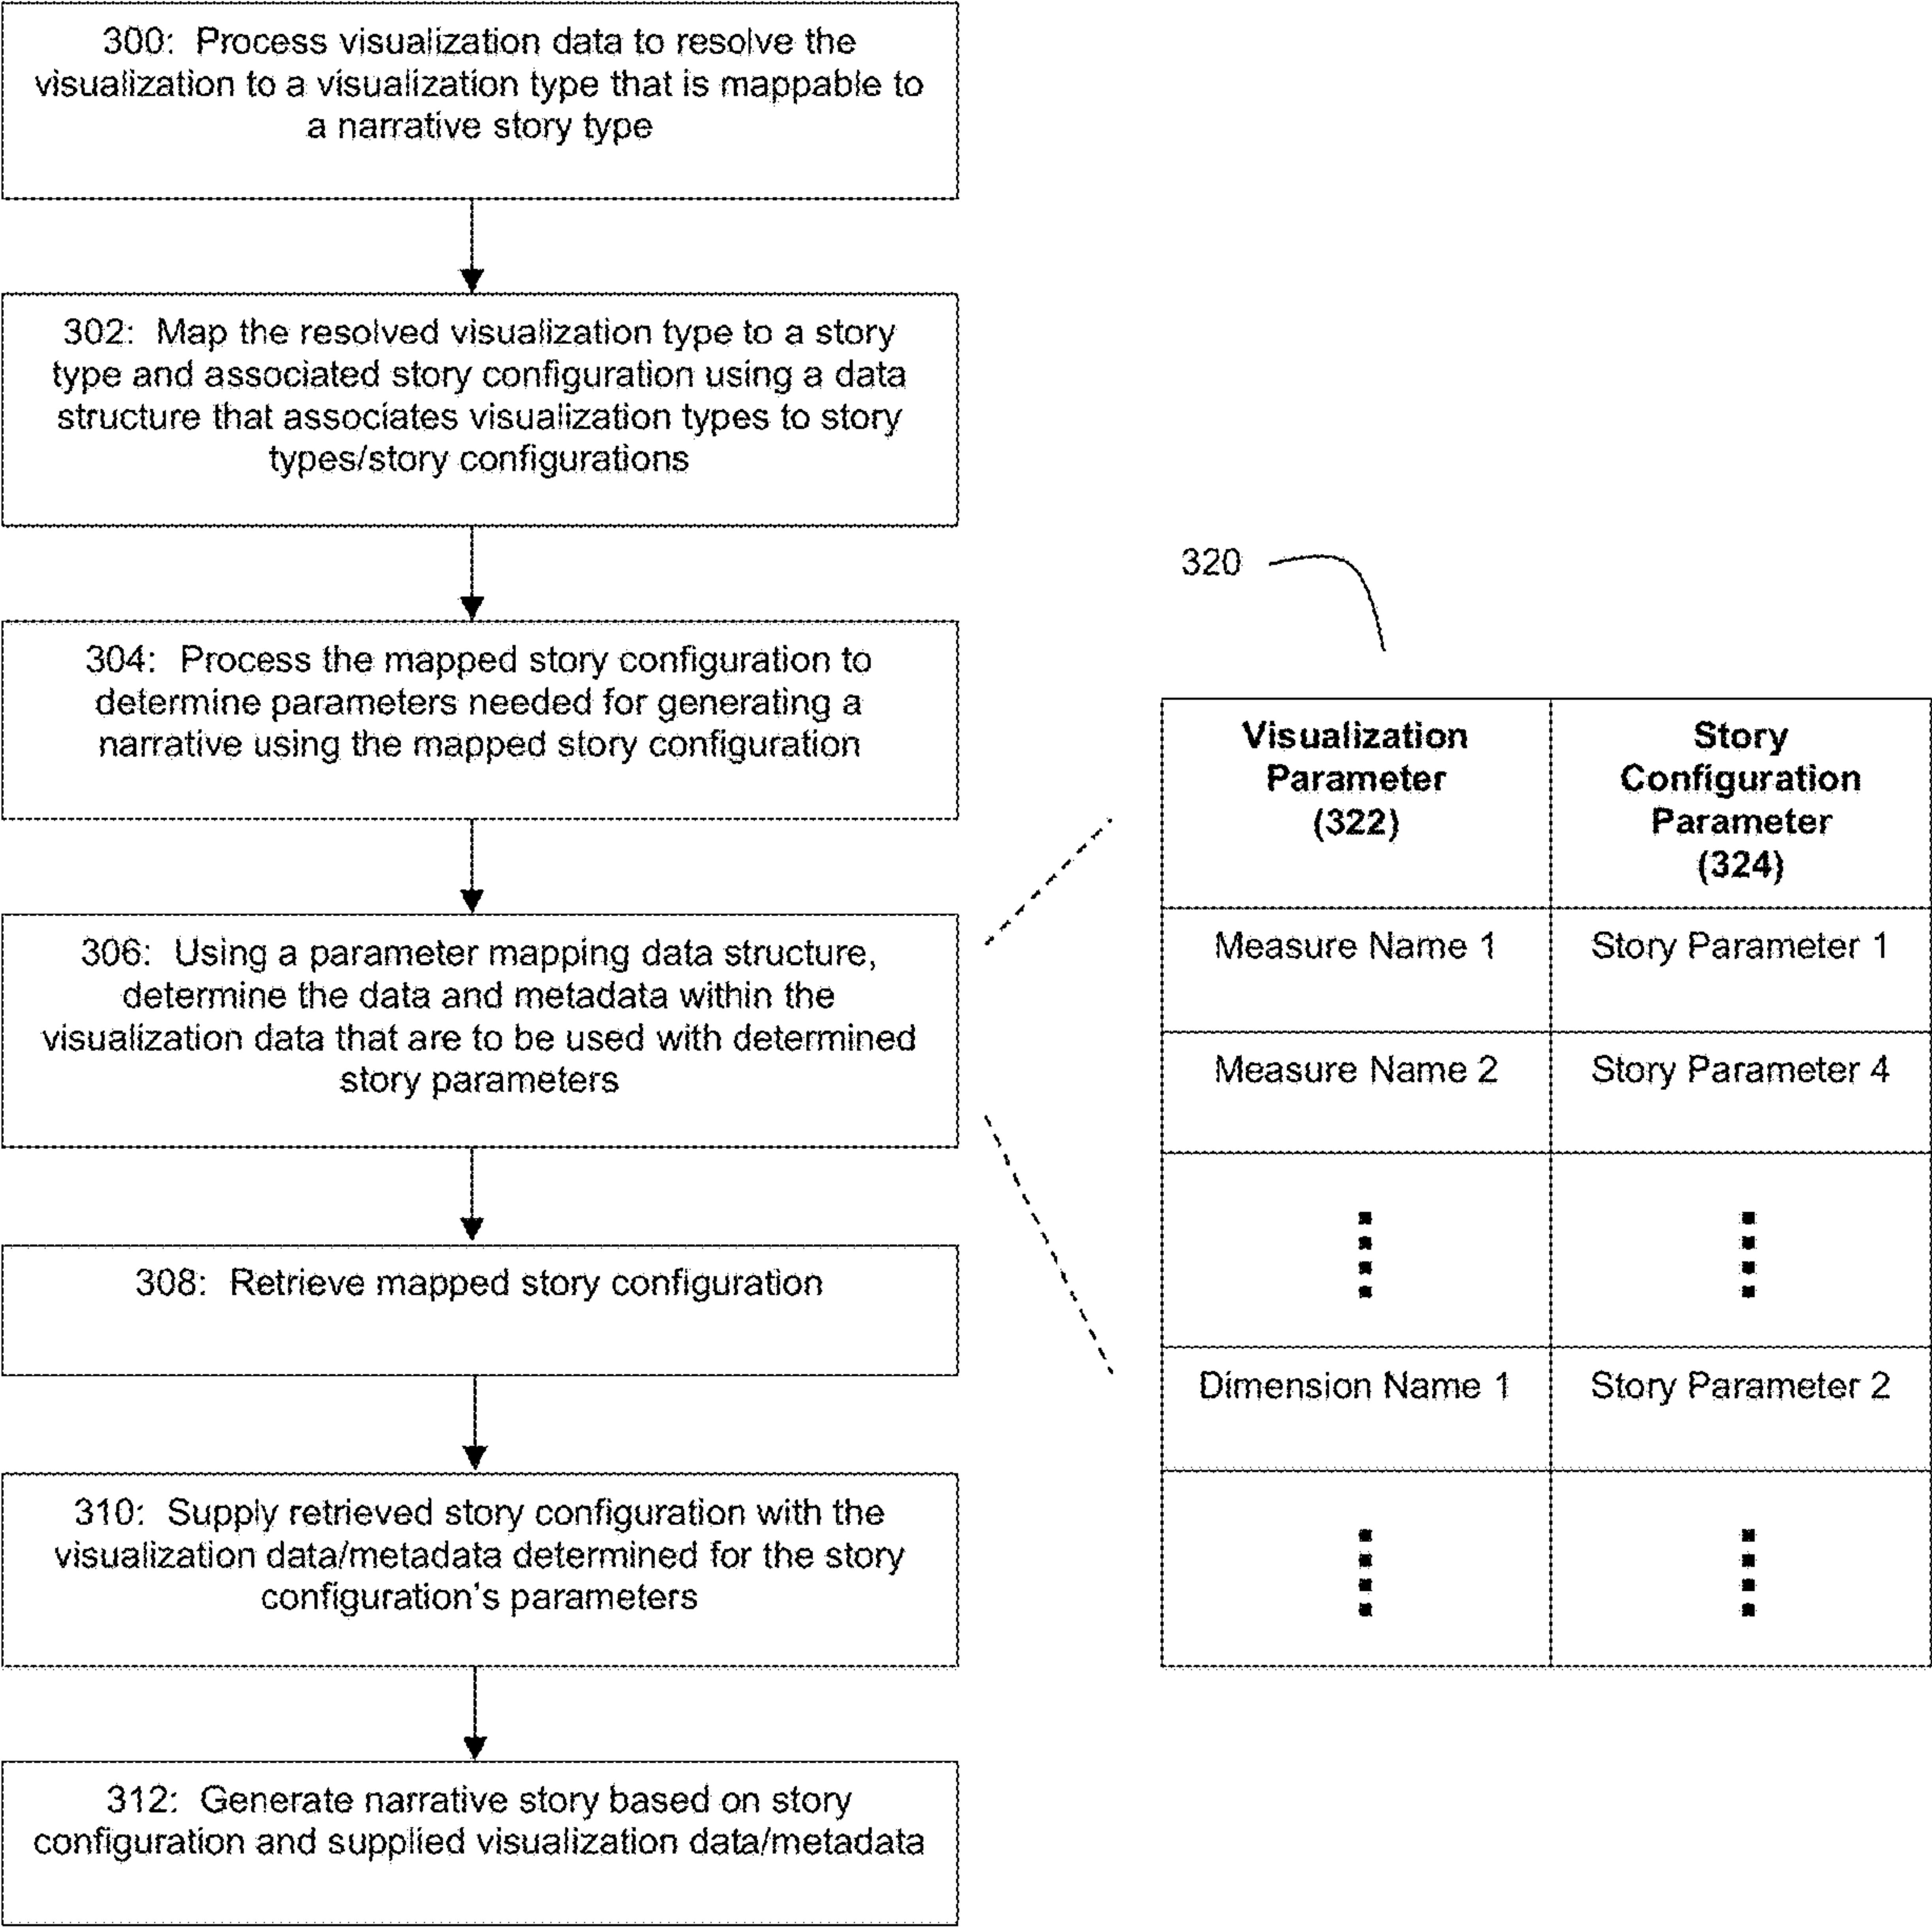 300: Process visualization data to resolve the
visualization to a visualization type that is mappable to
a narrative story type
302: Map the resolved visualization type to a story
type and associated story configuration using a data
structure that associates visualization types to story
types/story configurations
304: Process the mapped story configuration to
determine parameters needed for generating a
narrative using the mapped story configuration
306: Using a parameter mapping data structure,
determine the data and metadata within the
visualization data that are to be used with determined
story parameters
308: Retrieve mapped story configuration
310: Supply retrieved story configuration with the
visualization data/metadata determined for the story
configuration's parameters
312: Generate narrative story based on story
configuration and supplied visualization data/metadata
320
Visualization
Parameter
(322)
Story
Configuration
Parameter
(324)
Measure Name 1
Story Parameter 1
Measure Name 2
Story Parameter 4
Dimension Name 1
Story Parameter 2